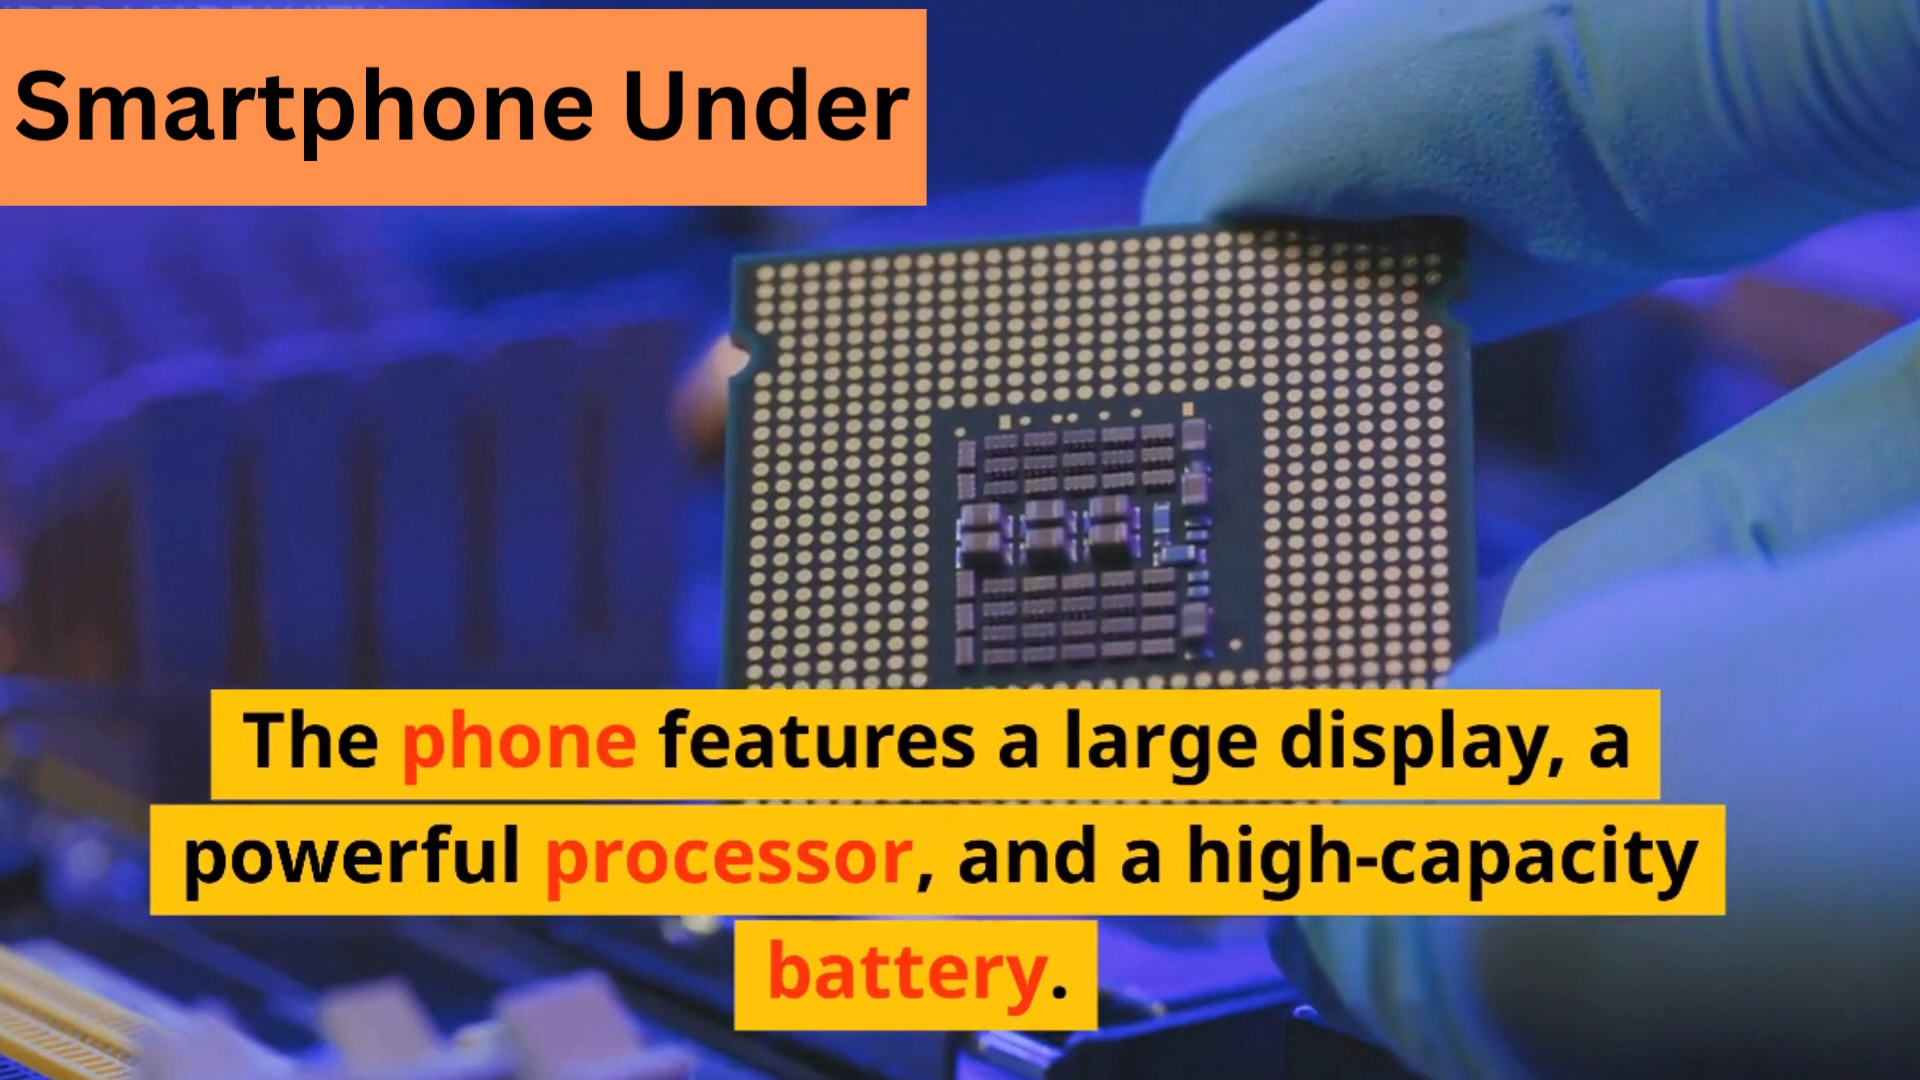 Smartphone Under
The phone features a large display, a
powerful processor, and a high-capacity
battery.